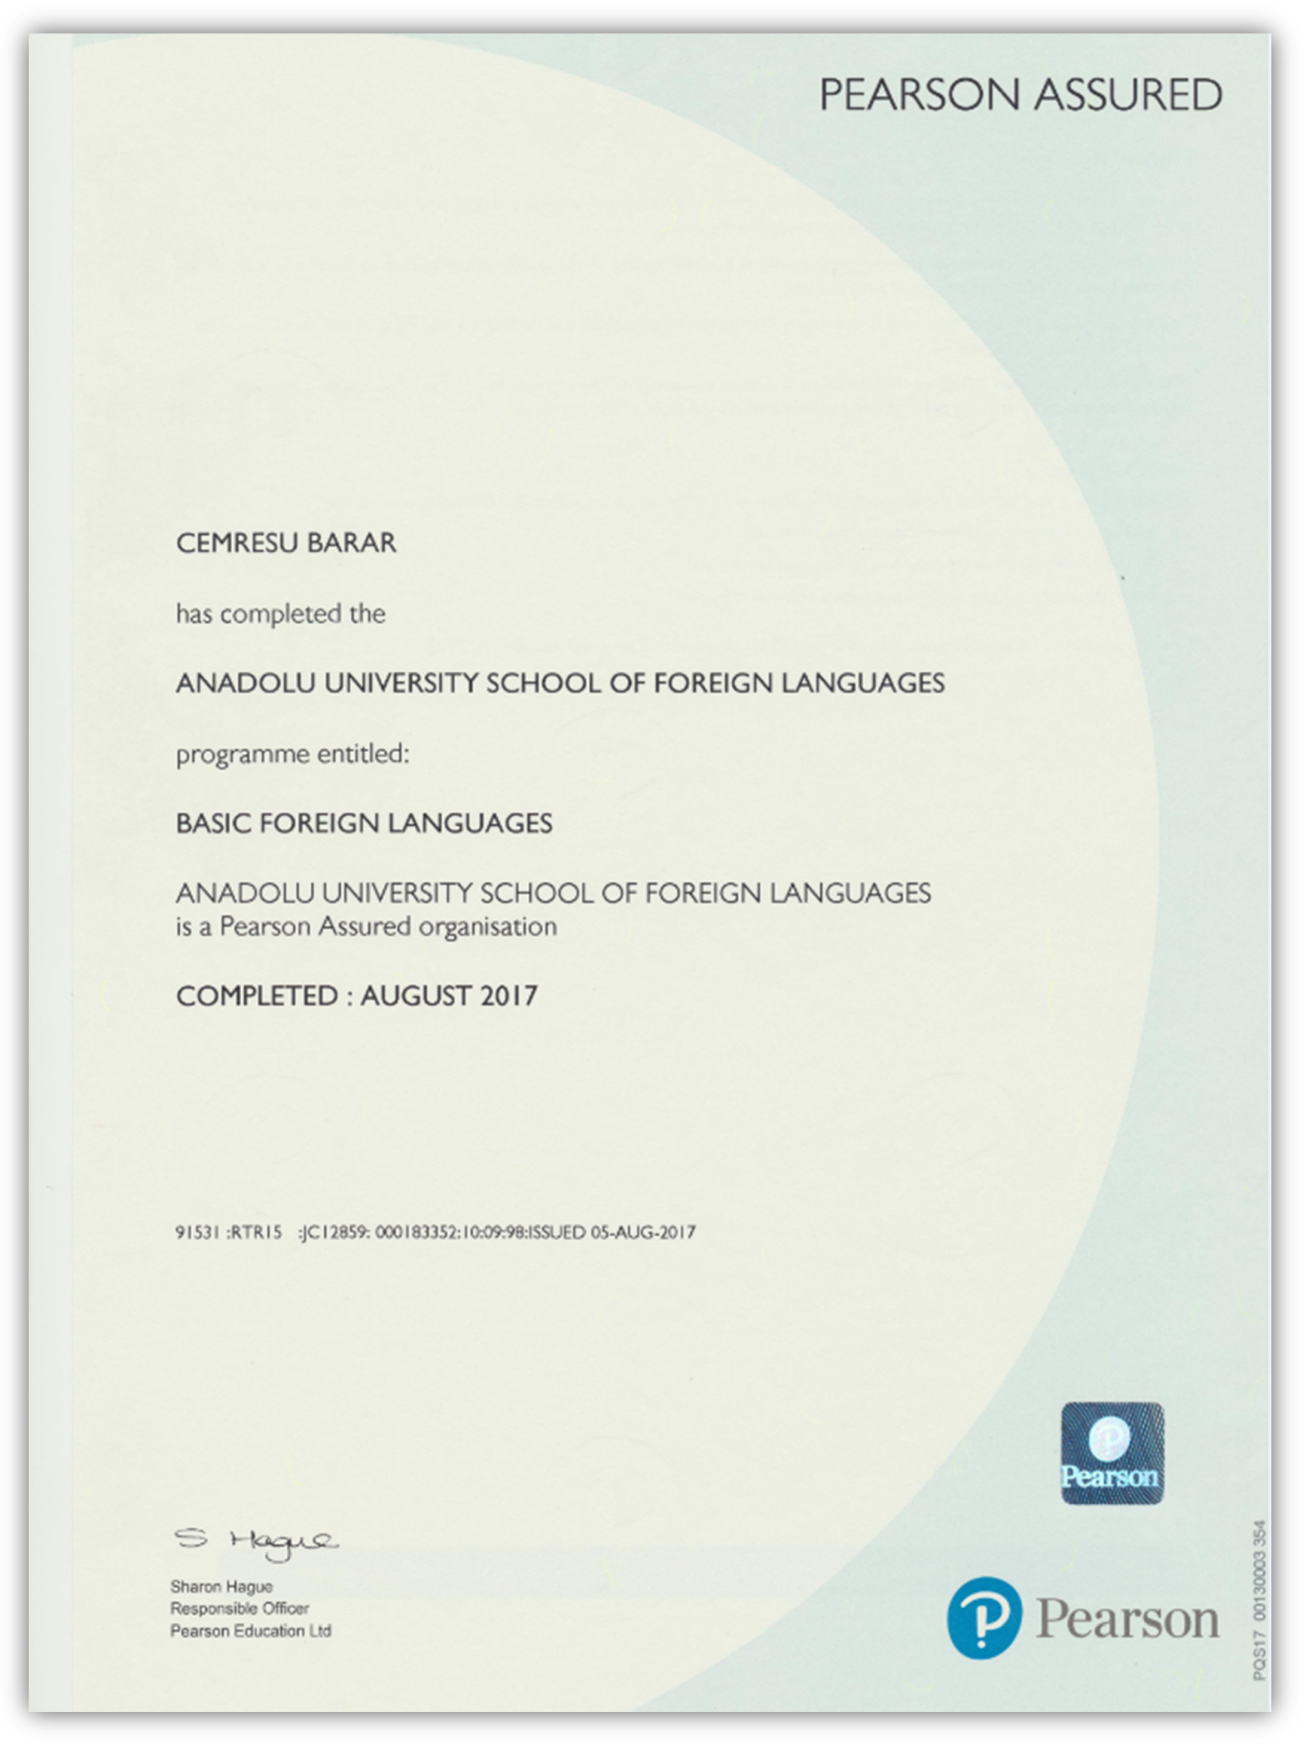 PEARSON ASSURED
CEMRESU BARAR
has completed the
ANADOLU UNIVERSITY SCHOOL OF FOREIGN LANGUAGES
programme entitled:
BASIC FOREIGN LANGUAGES
ANADOLU UNIVERSITY SCHOOL OF FOREIGN LANGUAGES
is a Pearson Assured organisation
COMPLETED : AUGUST 2017
91531 :RTR15 :JC12859: 000183352:10:09:98:ISSUED 05-AUG-2017
Pearson
S Hague
Sharon Hague
Responsible Officer
Pearson Education Ltd
Pearson
PQS17 00130003 354